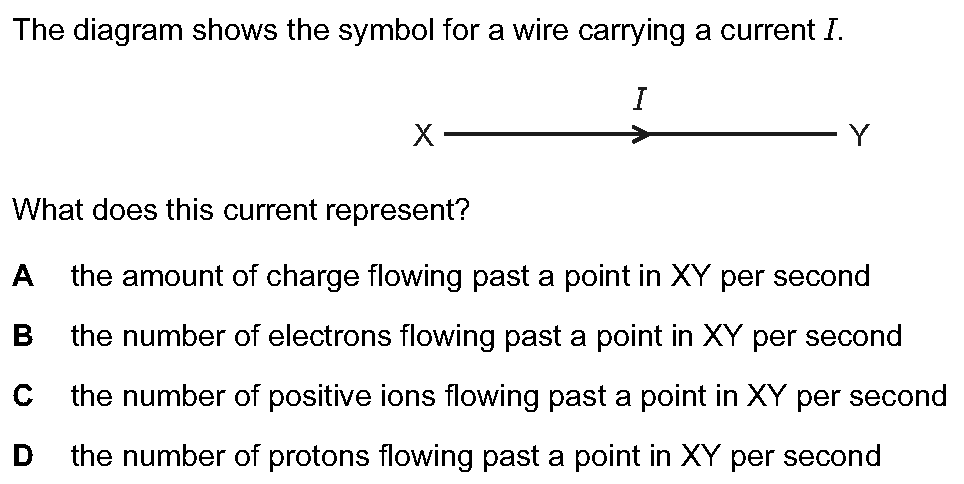 The diagram shows the symbol for a wire carrying a current I.
I
X Y
What does this current represent?
A the amount of charge flowing past a point in XY per second
B the number of electrons flowing past a point in XY per second
C the number of positive ions flowing past a point in XY per second
D the number of protons flowing past a point in XY per second